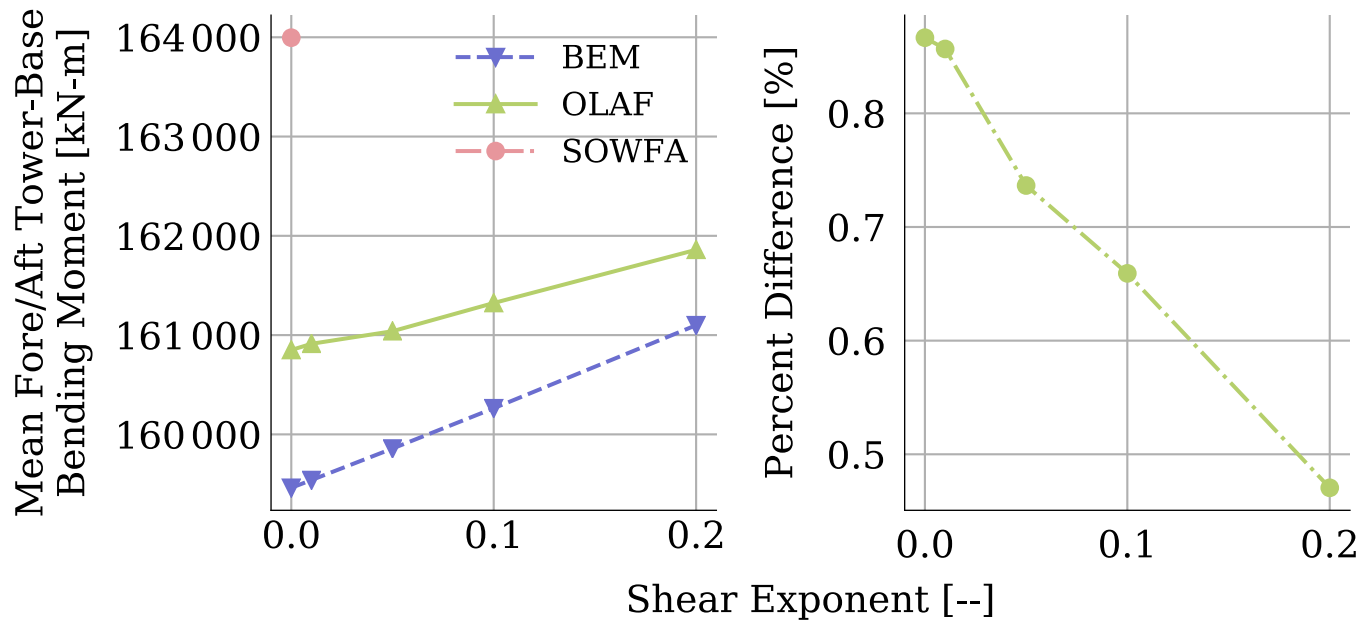 Mean Fore/Aft Tower-Base
Bending Moment [kN-m]
164 000
163 000
162 000
161 000
160 000
0.0
0.1
0.2
BEM
OLAF
SOWFA
Percent Difference [%]
0.8
0.7
0.6
0.5
0.0
0.1
0.2
Shear Exponent [--]